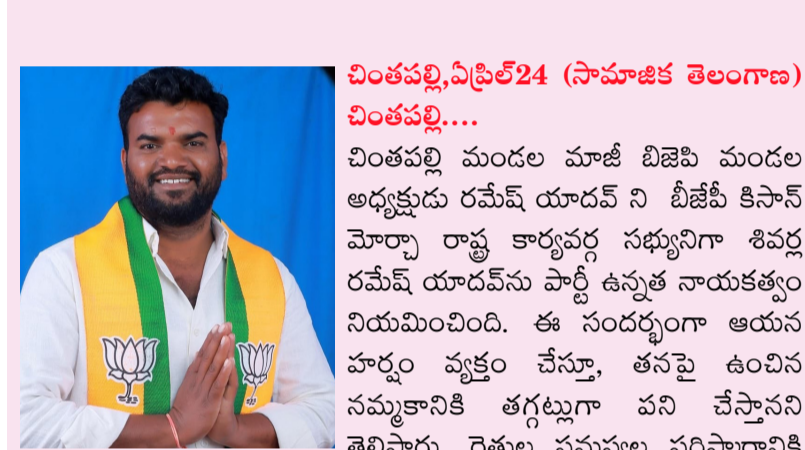 చింతపల్లి,ఏప్రిల్24 (సామాజిక తెలంగాణ)
చింతపల్లి....
చింతపల్లి మండల మాజీ బిజెపి మండల
అధ్యక్షుడు రమేష్ యాదవ్ ని బీజేపీ కిసాన్
మోర్చా రాష్ట్ర కార్యవర్గ సభ్యునిగా శివర్ల
రమేష్ యాదవ్‌ను పార్టీ ఉన్నత నాయకత్వం
నియమించింది. ఈ సందర్భంగా ఆయన
హర్షం వ్యక్తం చేస్తూ, తనపై ఉంచిన
నమ్మకానికి తగ్గట్లుగా పని చేస్తానని